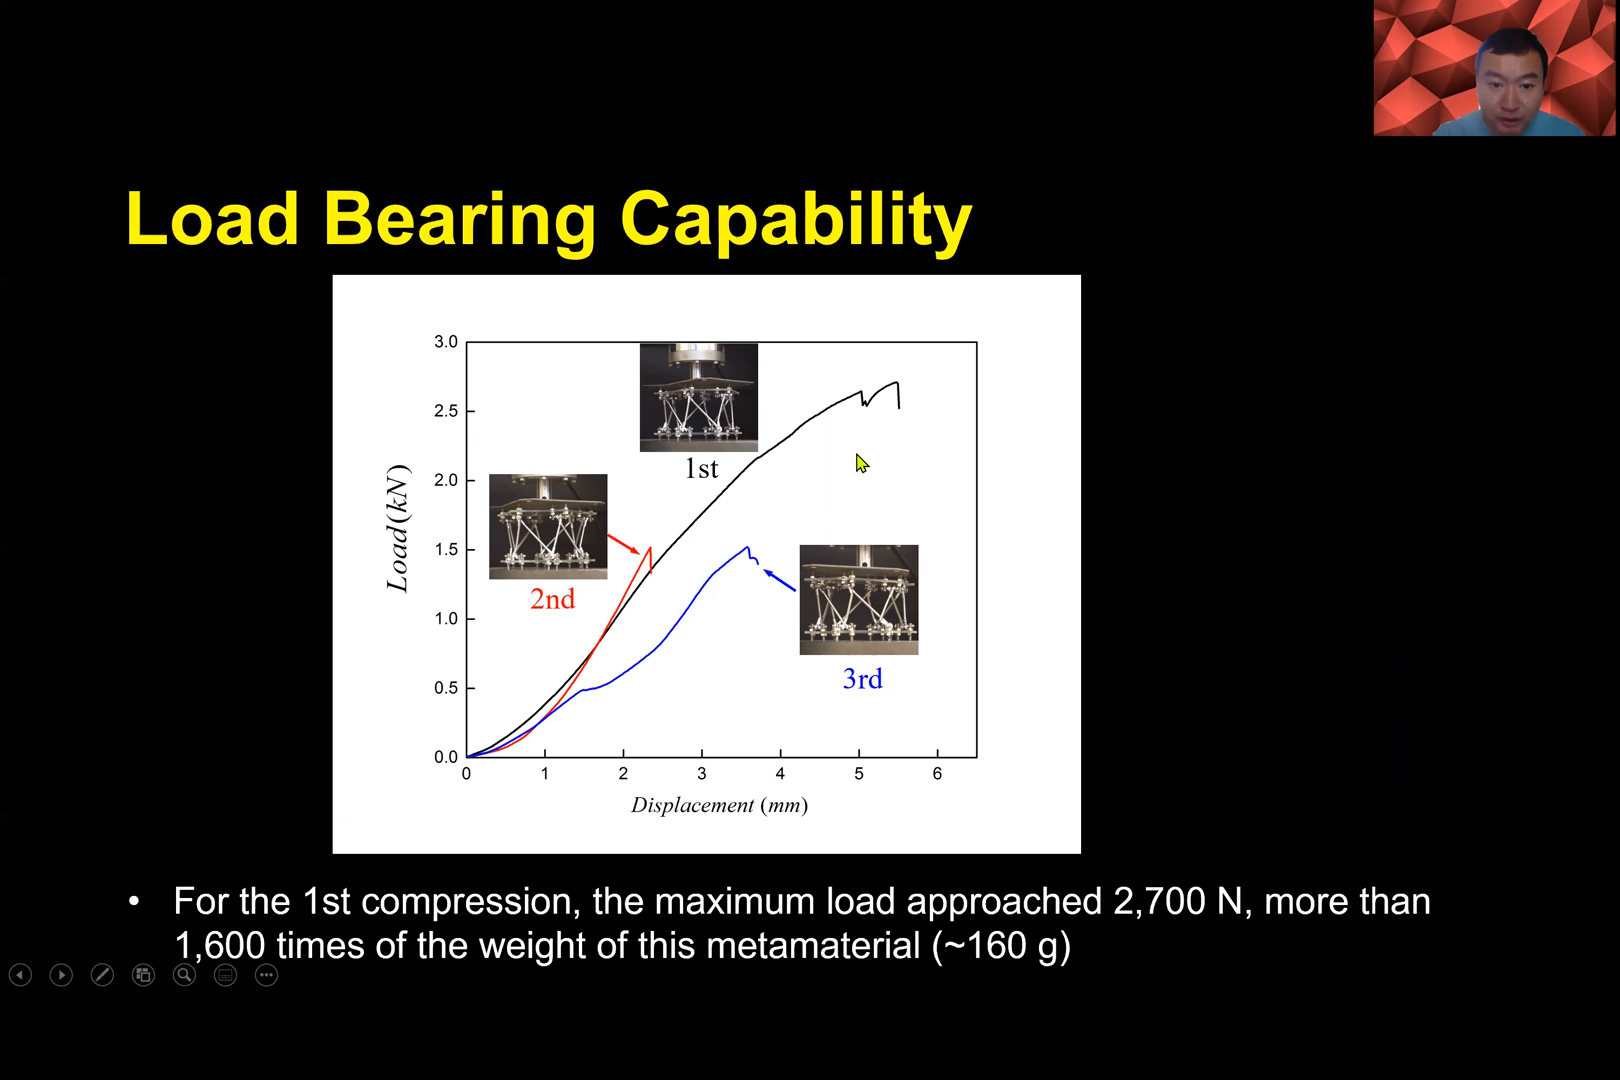 Load Bearing Capability
3.0
2.5
2.0
1.5
1.0
0.5
0.0
0 1 2 3 4 5 6
Load(kN)
Displacement (mm)
1st
2nd
3rd
• For the 1st compression, the maximum load approached 2,700 N, more than
1,600 times of the weight of this metamaterial (~160 g)